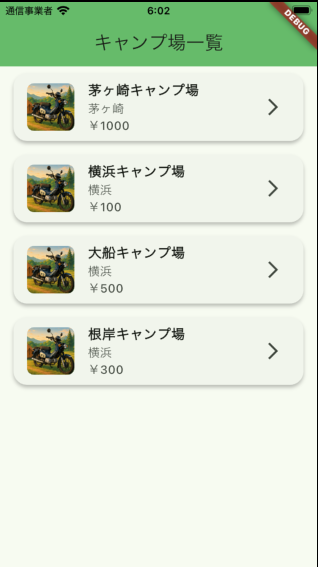 通信事業者
6:02
DEBUG
キャンプ場一覧
茅ヶ崎キャンプ場
茅ヶ崎
￥1000
横浜キャンプ場
横浜
￥100
大船キャンプ場
横浜
￥500
根岸キャンプ場
横浜
￥300